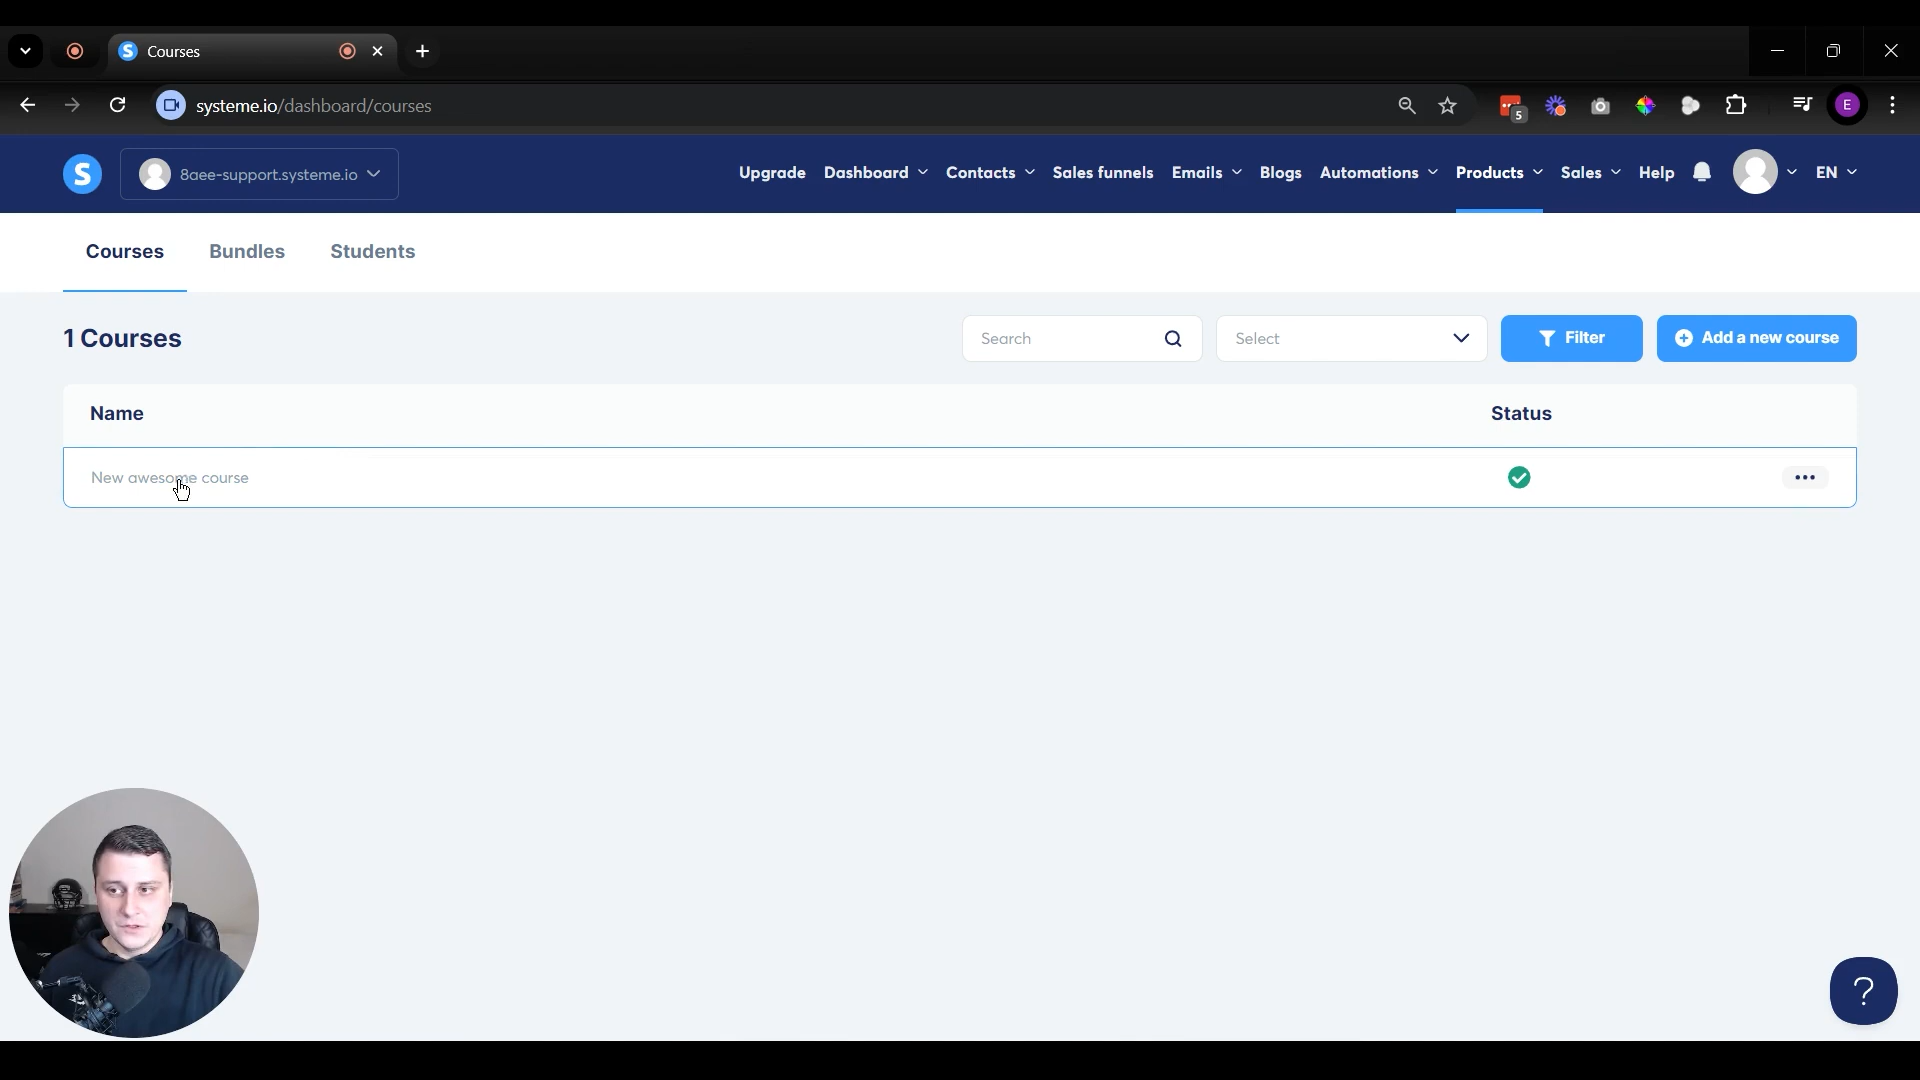 Courses
systeme.io/dashboard/courses
5
E
S
8aee-support.systeme.io
Upgrade Dashboard Contacts Sales funnels Emails Blogs Automations Products Sales Help EN
Courses Bundles Students
1 Courses
Search
Select
Filter
Add a new course
Name Status
New awesome course
?